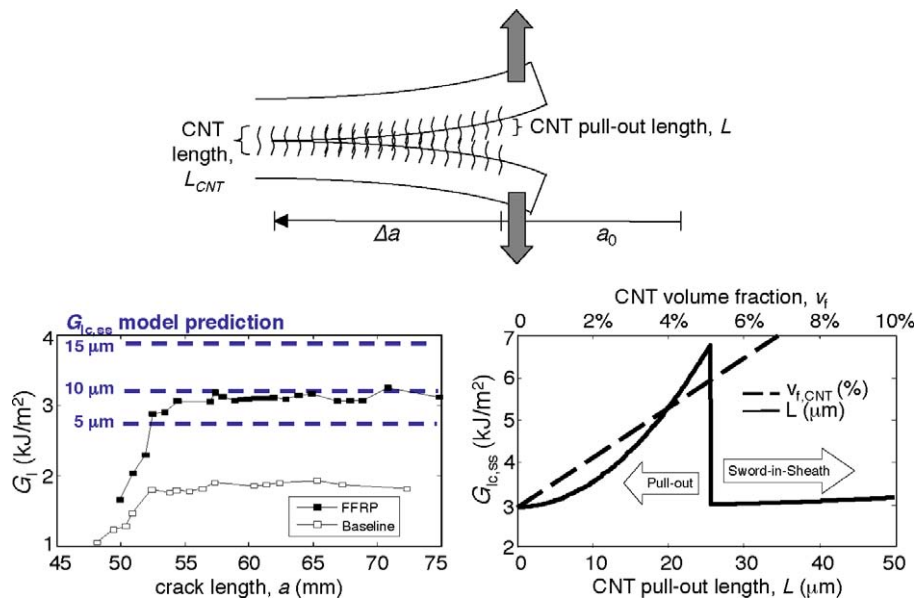 CNT
length,
L_CNT
CNT pull-out length, L
Δa
a₀
G_Ic,ss model prediction
4
15 μm
10 μm
3
5 μm
2
1
G_I (kJ/m²)
FFRP
Baseline
45 50 55 60 65 70 75
crack length, a (mm)
CNT volume fraction, v_f
0 2% 4% 6% 8% 10%
7
6
5
4
3
2
G_Ic,ss (kJ/m²)
v_f,CNT (%)
L (μm)
Pull-out
Sword-in-Sheath
0 10 20 30 40 50
CNT pull-out length, L (μm)